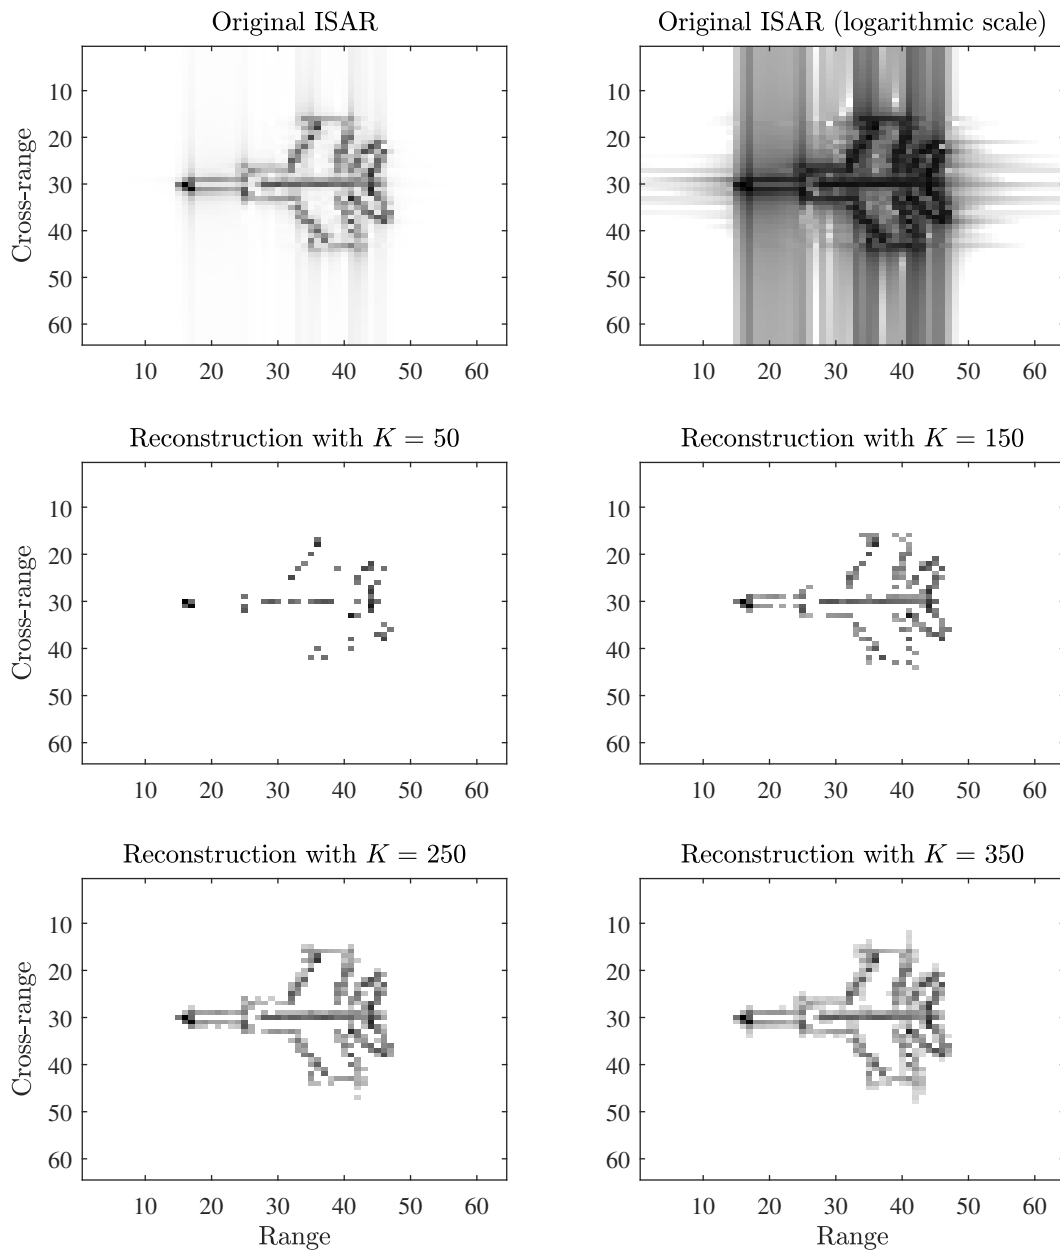 Original ISAR
Original ISAR (logarithmic scale)
10
20
30
40
50
60
Cross-range
10 20 30 40 50 60
10
20
30
40
50
60
10 20 30 40 50 60
Reconstruction with K = 50
Reconstruction with K = 150
10
20
30
40
50
60
Cross-range
10 20 30 40 50 60
10
20
30
40
50
60
10 20 30 40 50 60
Reconstruction with K = 250
Reconstruction with K = 350
10
20
30
40
50
60
Cross-range
10 20 30 40 50 60
Range
10
20
30
40
50
60
10 20 30 40 50 60
Range